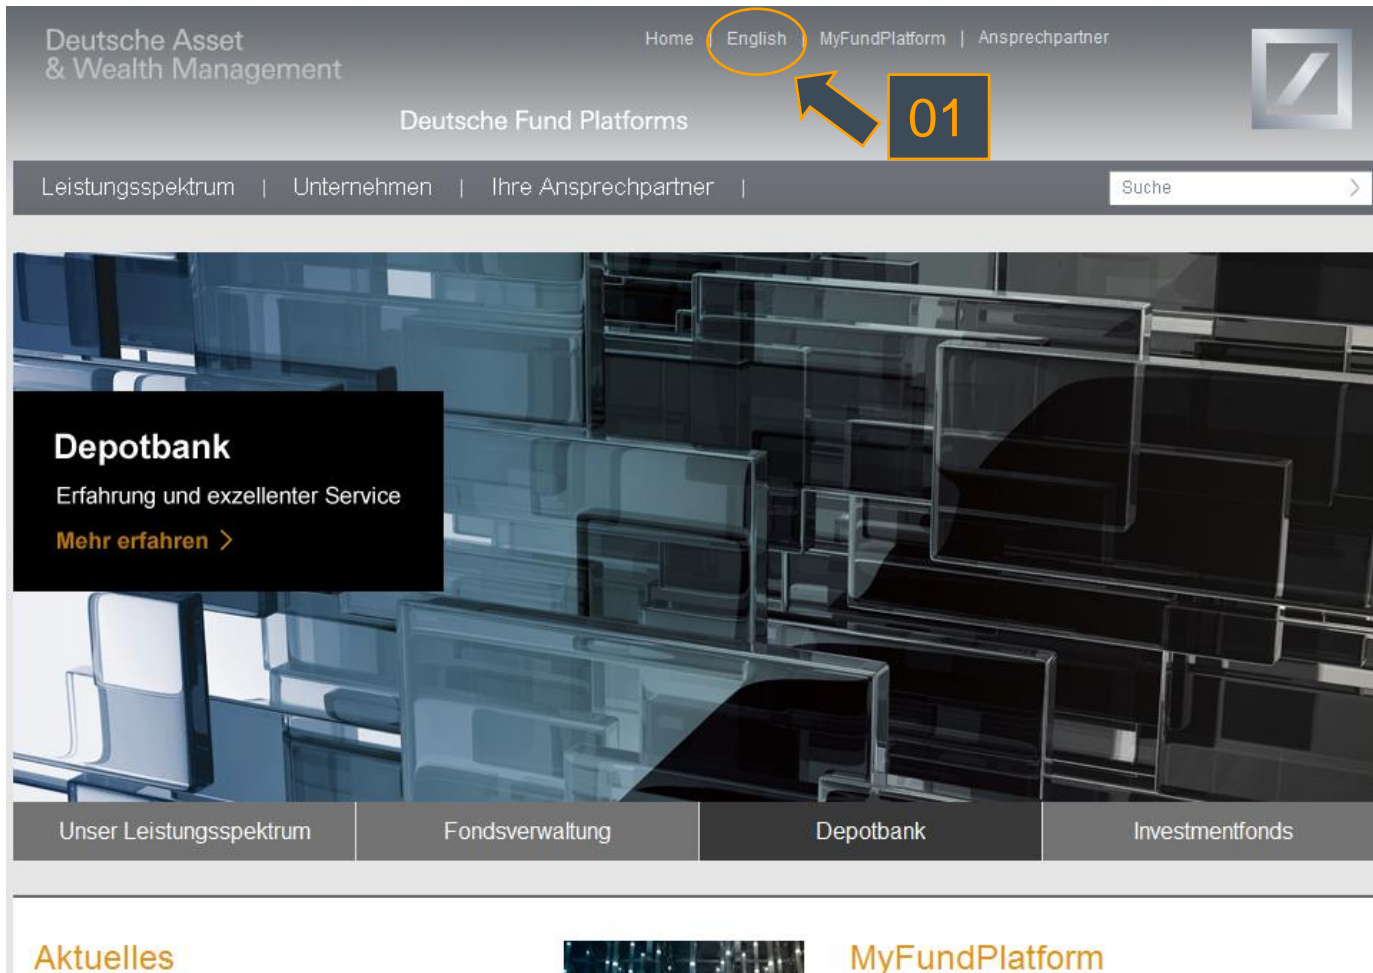 Deutsche Asset
& Wealth Management
Home | English | MyFundPlatform | Ansprechpartner
01
Deutsche Fund Platforms
Leistungsspektrum | Unternehmen | Ihre Ansprechpartner |
Suche
Depotbank
Erfahrung und exzellenter Service
Mehr erfahren >
Unser Leistungsspektrum
Fondsverwaltung
Depotbank
Investmentfonds
Aktuelles
MyFundPlatform